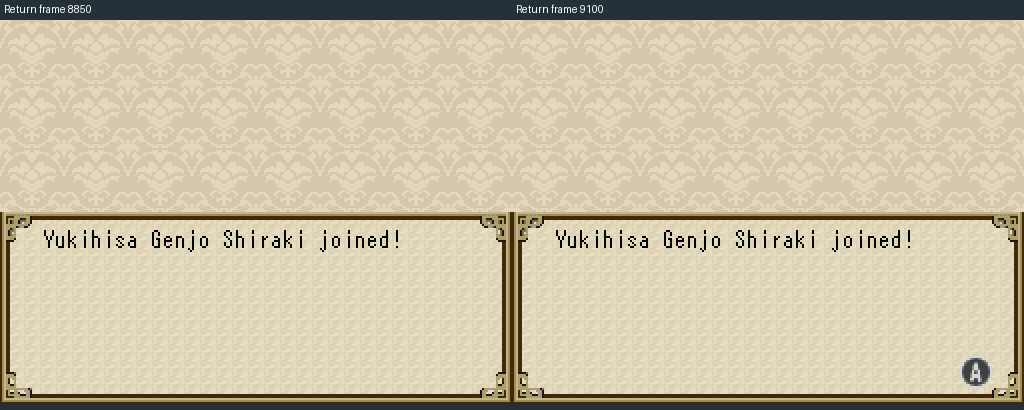 Return frame 8850
Return frame 9100
Yukihisa Genjo Shiraki joined!
Yukihisa Genjo Shiraki joined!
A